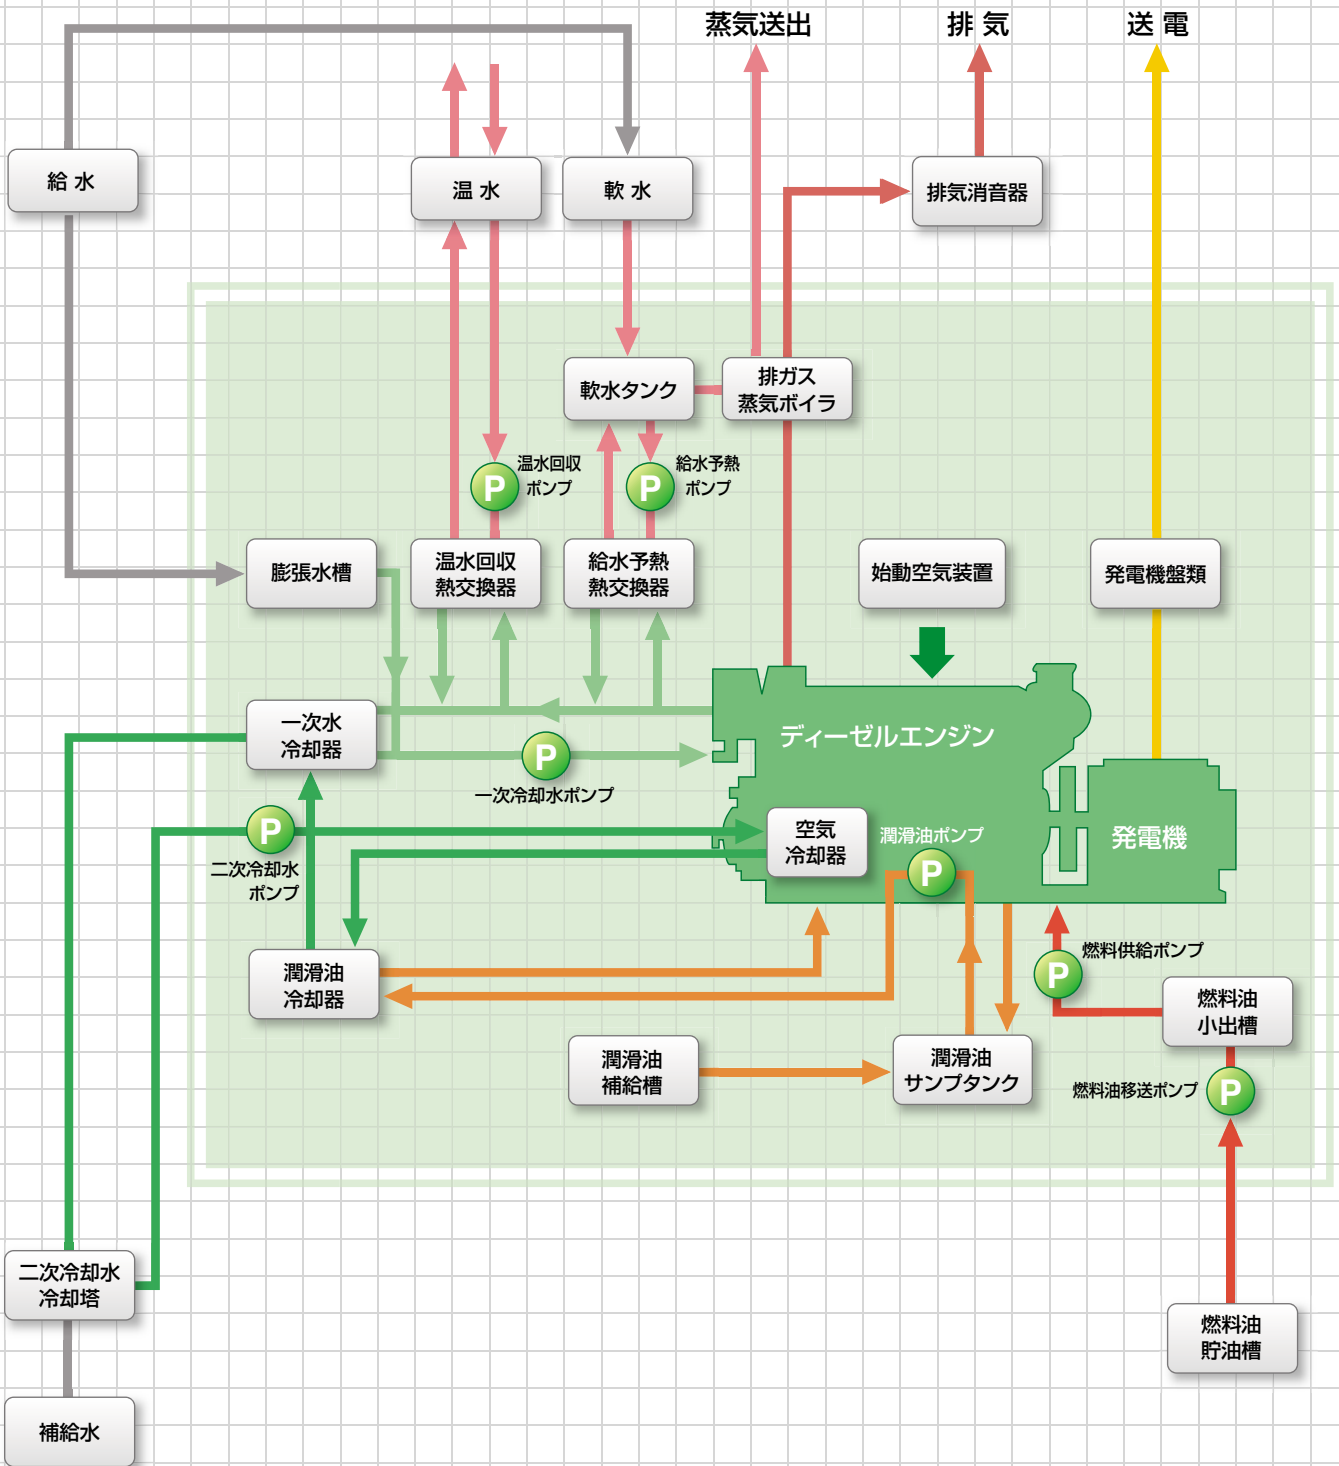 蒸気送出
排 気
送 電
給 水
温 水
軟 水
排気消音器
軟水タンク
排ガス
蒸気ボイラ
P
温水回収
ポンプ
P
給水予熱
ポンプ
膨張水槽
温水回収
熱交換器
給水予熱
熱交換器
始動空気装置
発電機盤類
一次水
冷却器
ディーゼルエンジン
P
一次冷却水ポンプ
P
二次冷却水
ポンプ
空気
冷却器
潤滑油ポンプ
P
発電機
潤滑油
冷却器
燃料供給ポンプ
P
燃料油
小出槽
潤滑油
補給槽
潤滑油
サンプタンク
燃料油移送ポンプ
P
二次冷却水
冷却塔
燃料油
貯油槽
補給水